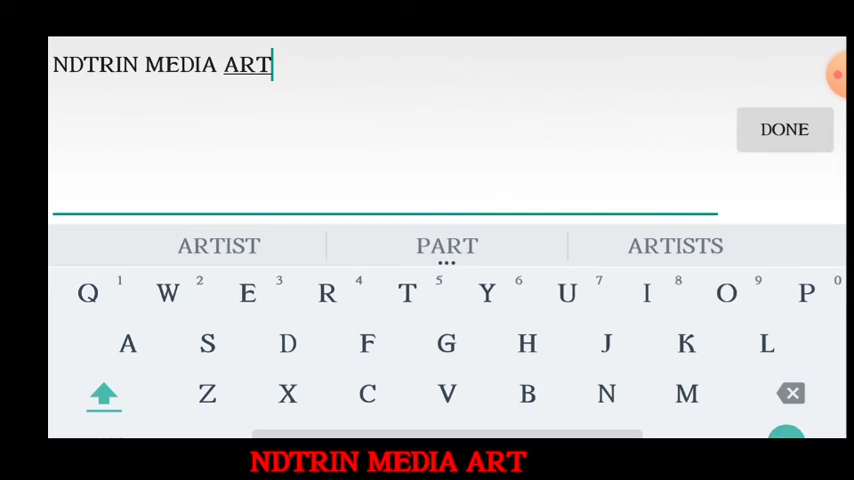 NDTRIN MEDIA ART
DONE
ARTIST PART ARTISTS
Q 1 W 2 E 3 R 4 T 5 Y 6 U 7 I 8 O 9 P 0
A S D F G H J K L
Z X C V B N M
NDTRIN MEDIA ART